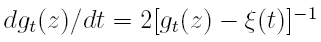 dg_t(z)/dt = 2[g_t(z) − ξ(t)]^{−1}